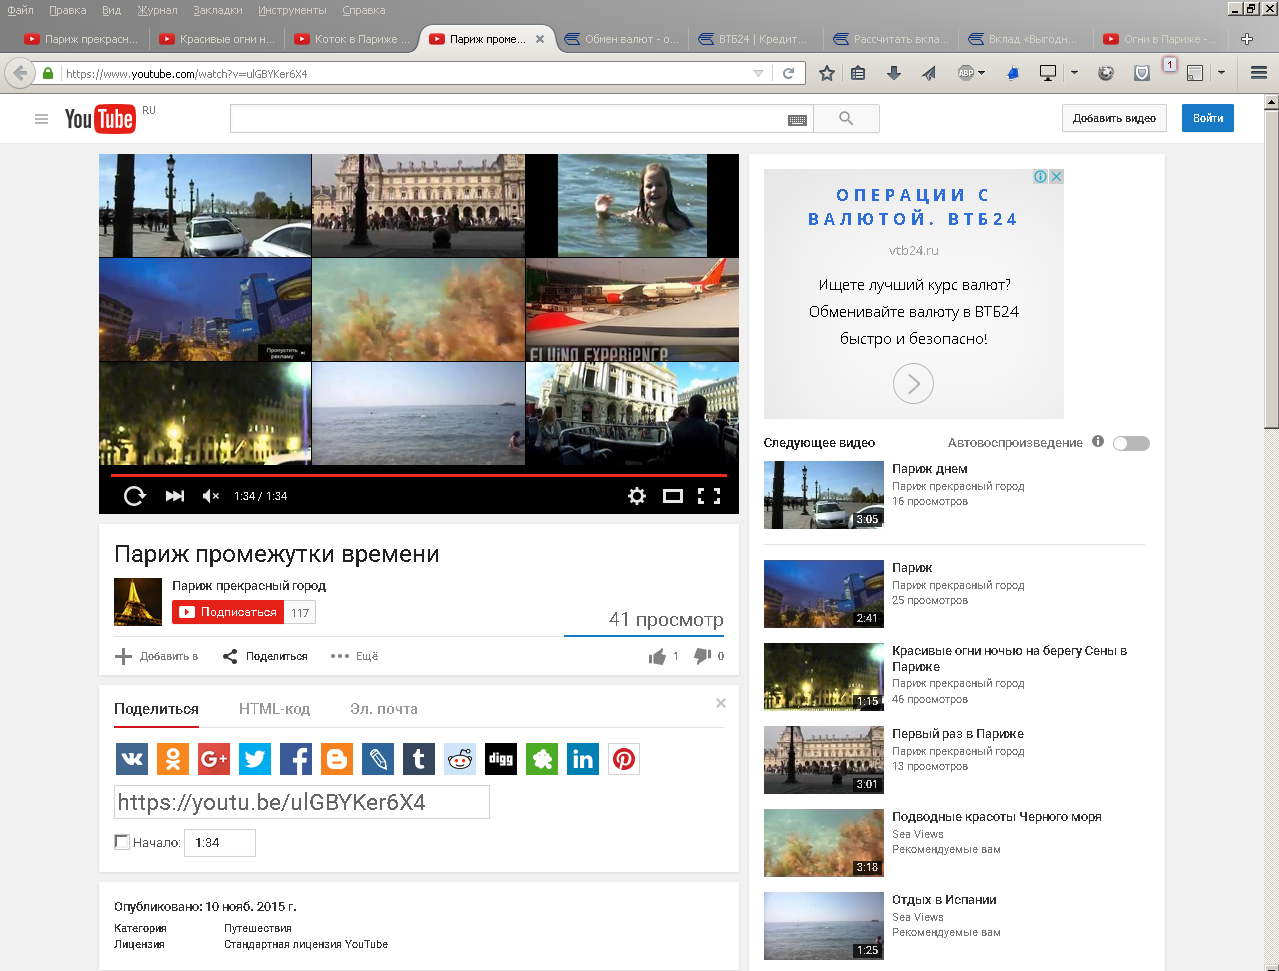 Файл Правка Вид Журнал Закладки Инструменты Справка
Париж прекрасн... Красивые огни н... Коток в Париже ... Париж проме... Обмен валют - о... ВТБ24 | Кредит... Рассчитать вкла... Вклад «Выгодн... Огни в Париже - ...
https://www.youtube.com/watch?v=ulGBYKer6X4
ABP
1
YouTube RU
Добавить видео
Войти
Пропустить
рекламу
FLYING EXPERIENCE
1:34 / 1:34
Париж промежутки времени
Париж прекрасный город
Подписаться 117
41 просмотр
Добавить в Поделиться Ещё 1 0
Поделиться HTML-код Эл. почта
G+ t digg in
https://youtu.be/ulGBYKer6X4
Начало: 1:34
Опубликовано: 10 нояб. 2015 г.
Категория Путешествия
Лицензия Стандартная лицензия YouTube
ОПЕРАЦИИ С
ВАЛЮТОЙ. ВТБ24
vtb24.ru
Ищете лучший курс валют?
Обменивайте валюту в ВТБ24
быстро и безопасно!
Следующее видео Автовоспроизведение
3:05
Париж днем
Париж прекрасный город
16 просмотров
2:41
Париж
Париж прекрасный город
25 просмотров
1:15
Красивые огни ночью на берегу Сены в
Париже
Париж прекрасный город
46 просмотров
3:01
Первый раз в Париже
Париж прекрасный город
13 просмотров
3:18
Подводные красоты Черного моря
Sea Views
Рекомендуемые вам
1:25
Отдых в Испании
Sea Views
Рекомендуемые вам